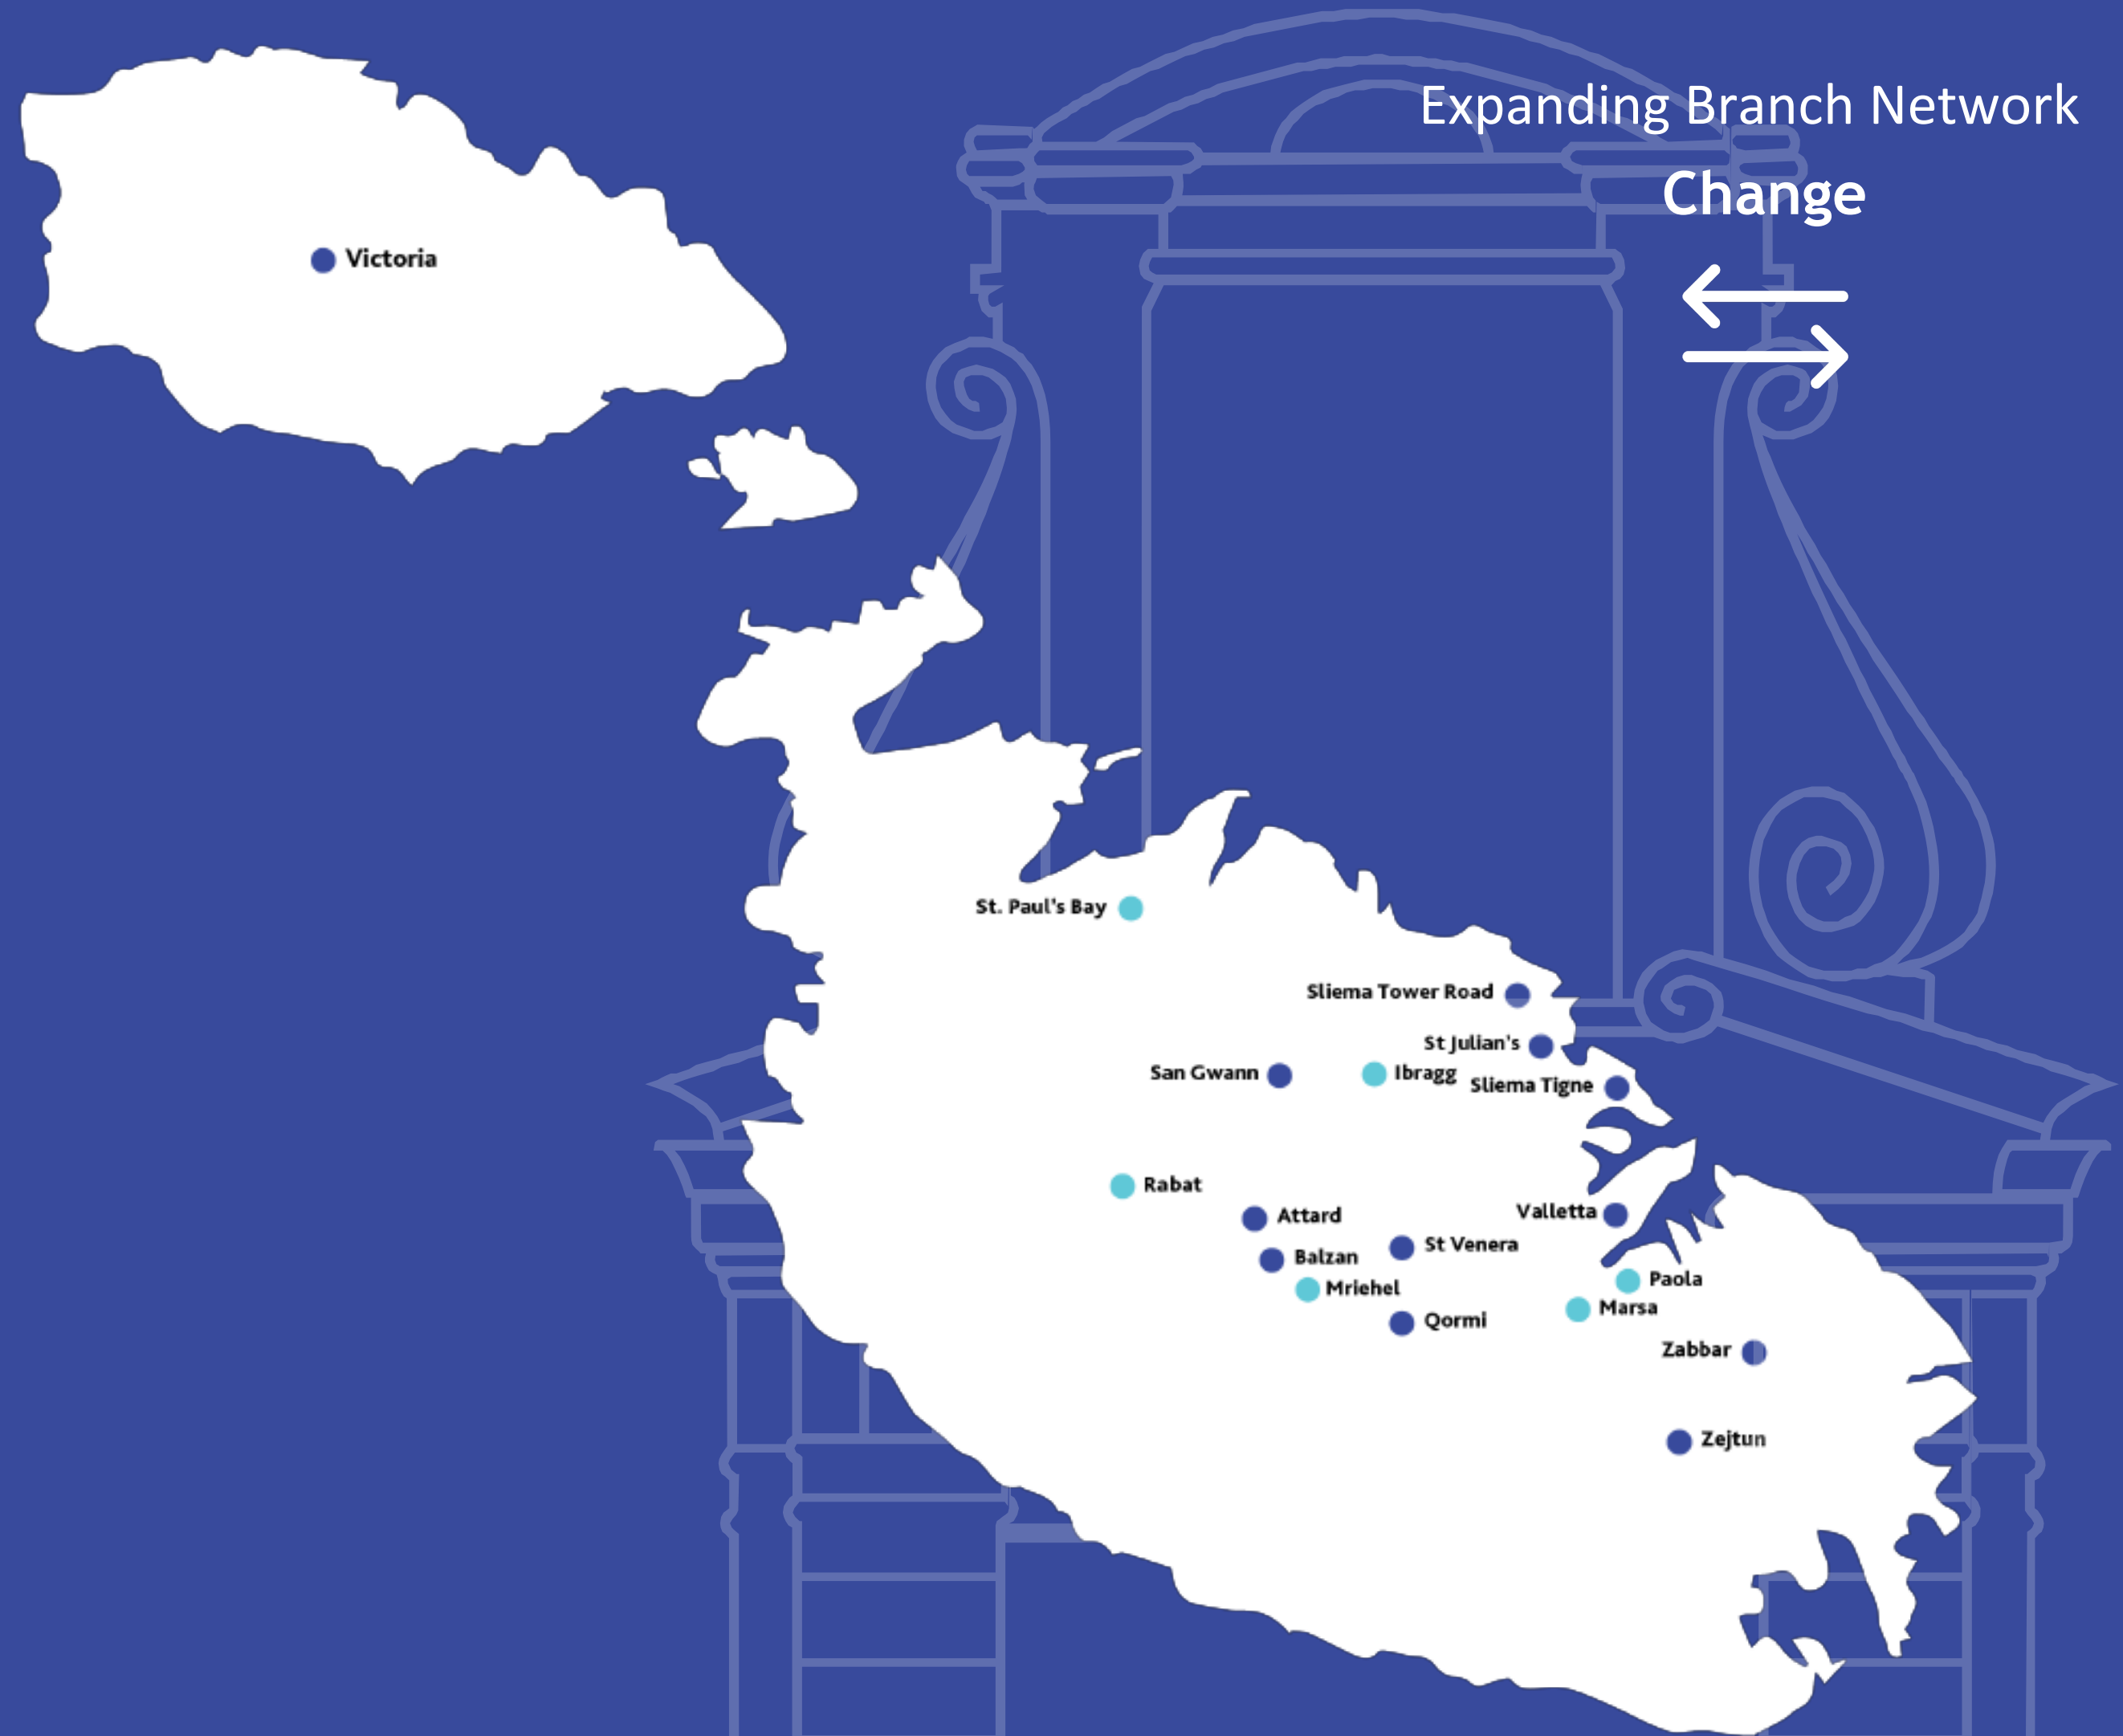 Expanding Branch Network
Change
Victoria
St. Paul's Bay
Sliema Tower Road
St Julian's
San Gwann
Ibragg
Sliema Tigne
Rabat
Attard
Valletta
St Venera
Balzan
Paola
Mriehel
Marsa
Qormi
Zabbar
Zejtun